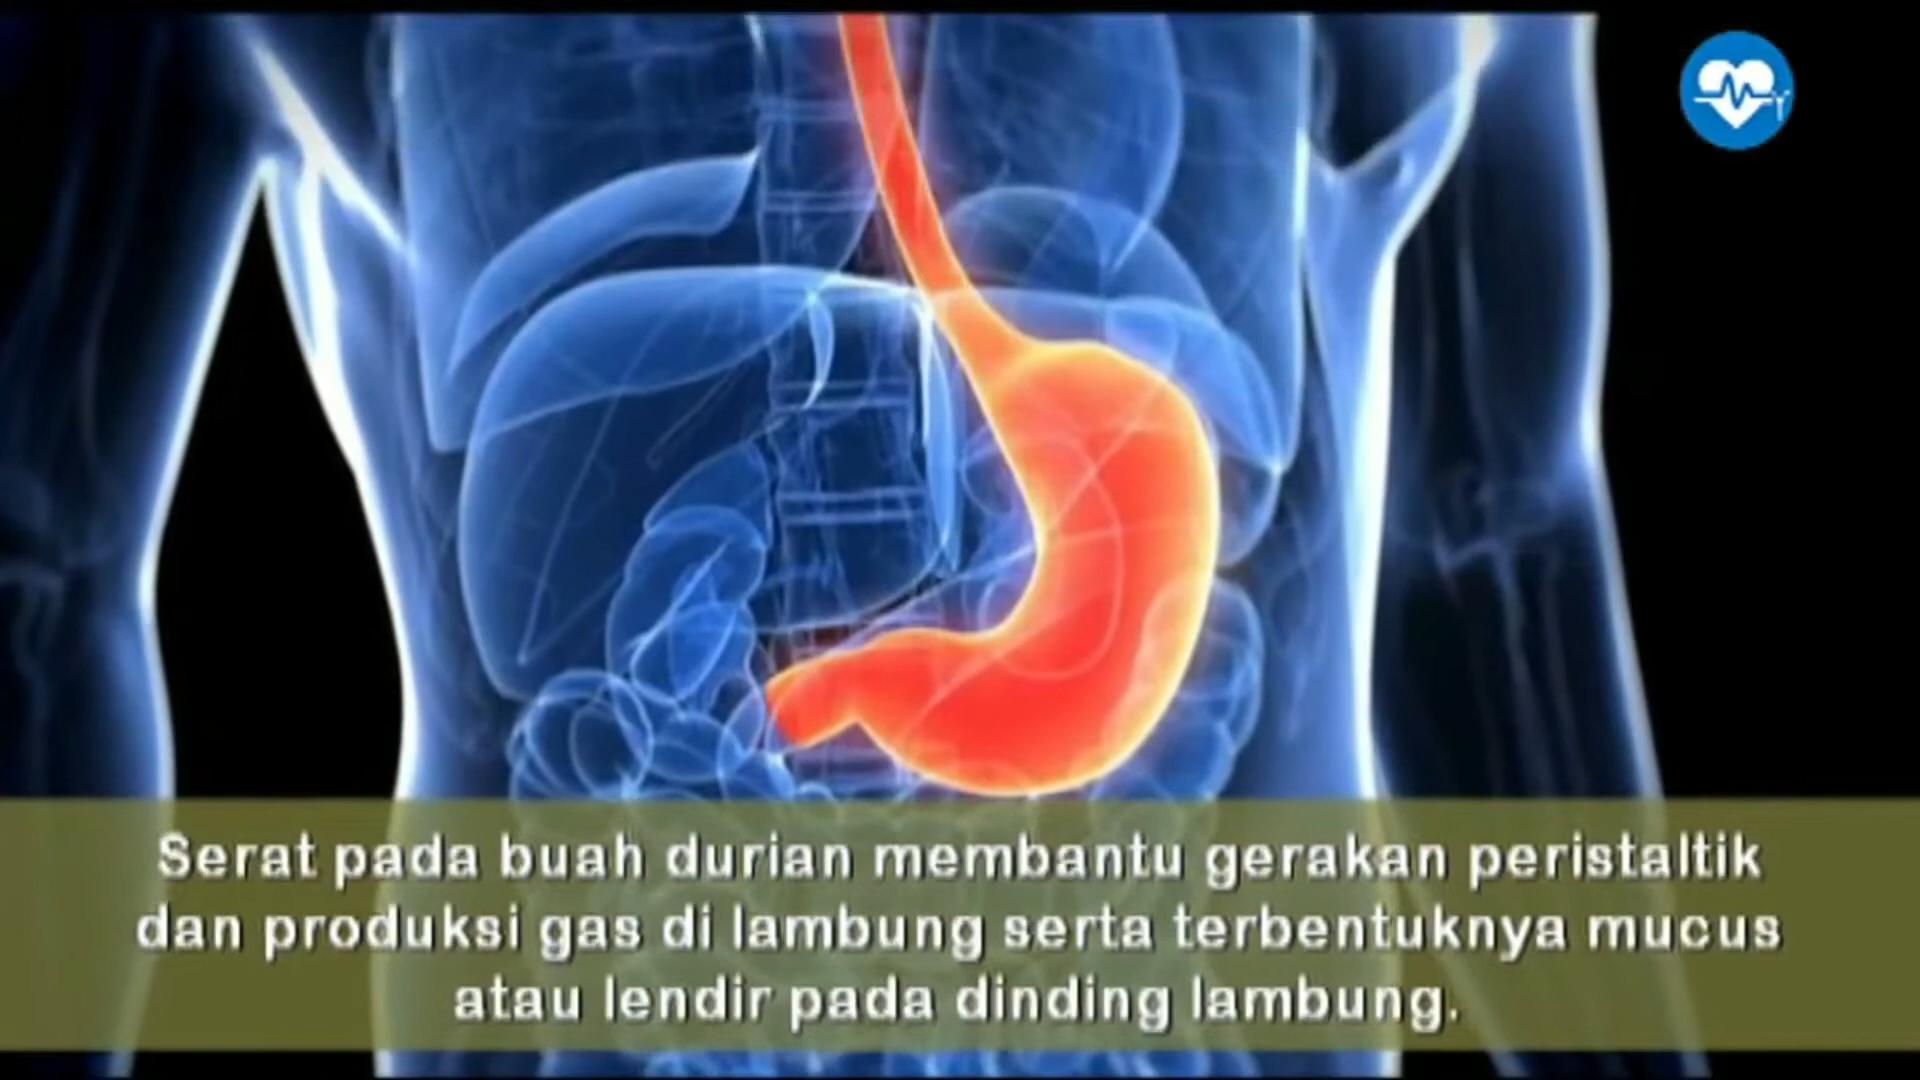 Serat pada buah durian membantu gerakan peristaltik
dan produksi gas di lambung serta terbentuknya mucus
atau lendir pada dinding lambung.